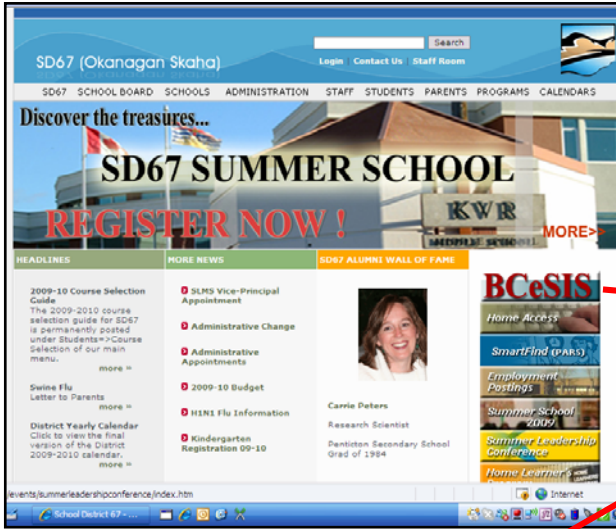 Search
SD67 (Okanagan Skaha)
Login Contact Us Staff Room
SD67 SCHOOL BOARD SCHOOLS ADMINISTRATION STAFF STUDENTS PARENTS PROGRAMS CALENDARS
Discover the treasures...
SD67 SUMMER SCHOOL
REGISTER NOW !
KVR
MIDDLE SCHOOL
MORE>>
HEADLINES
2009-10 Course Selection
Guide
The 2009-2010 course
selection guide for SD67
is permanently posted
under Students=>Course
Selection of our main
menu.
more »
Swine Flu
Letter to Parents
more »
District Yearly Calendar
Click to view the final
version of the District
2009-2010 calendar.
more »
MORE NEWS
SLMS Vice-Principal
Appointment
Administrative Change
Administrative
Appointments
2009-10 Budget
H1N1 Flu Information
Kindergarten
Registration 09-10
SD67 ALUMNI WALL OF FAME
Carrie Peters
Research Scientist
Penticton Secondary School
Grad of 1984
BCeSIS
Home Access
SmartFind (PARS)
Employment
Postings
Summer School
2009
Summer Leadership
Conference
Home Learner's
/events/summerleadershipconference/index.htm
Internet
School District 67 - ...